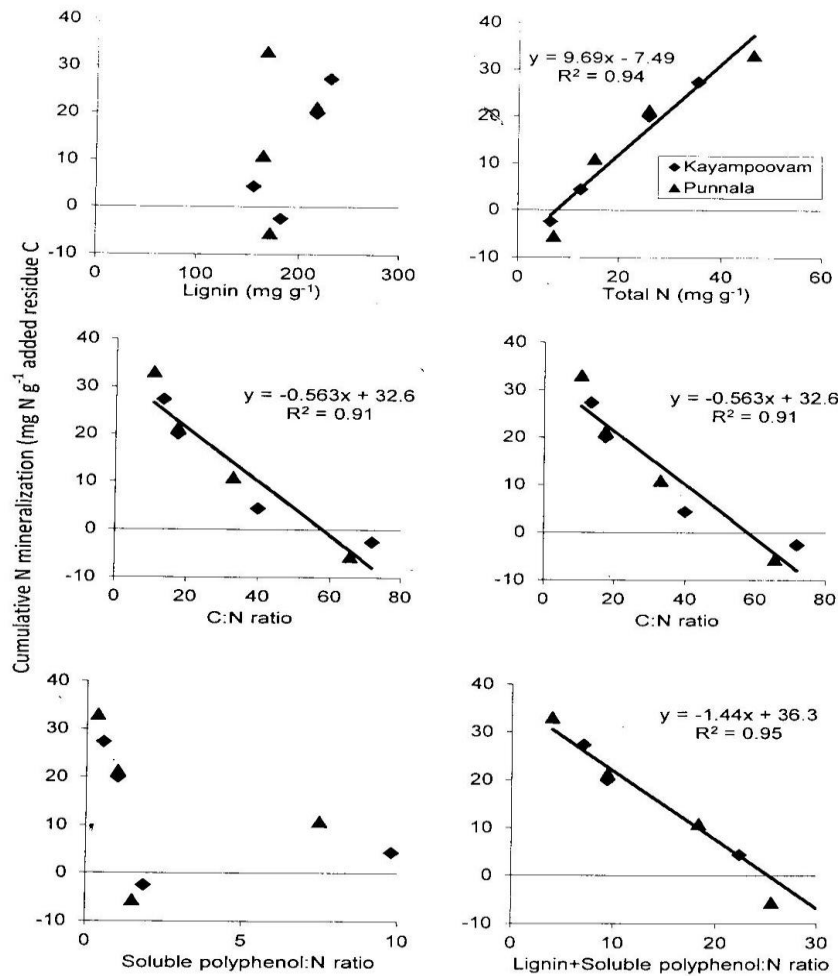 Cumulative N mineralization (mg N g⁻¹ added residue C
40
30
20
10
0
-10
0 100 200 300
Lignin (mg g⁻¹)
40
30
20
10
0
-10
y = 9.69x - 7.49
R² = 0.94
Kayampoovam
Punnala
0 20 40 60
Total N (mg g⁻¹)
40
30
20
10
0
-10
y = -0.563x + 32.6
R² = 0.91
0 20 40 60 80
C:N ratio
40
30
20
10
0
-10
y = -0.563x + 32.6
R² = 0.91
0 20 40 60 80
C:N ratio
40
30
20
10
0
-10
0 5 10
Soluble polyphenol:N ratio
40
30
20
10
0
-10
y = -1.44x + 36.3
R² = 0.95
0 10 20 30
Lignin+Soluble polyphenol:N ratio